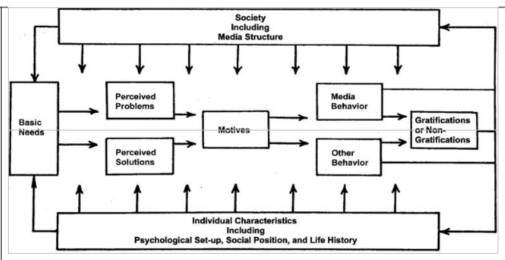 Society
Including
Media Structure
Basic
Needs
Perceived
Problems
Perceived
Solutions
Motives
Media
Behavior
Other
Behavior
Gratifications
or Non-
Gratifications
Individual Characteristics
Including
Psychological Set-up, Social Position, and Life History